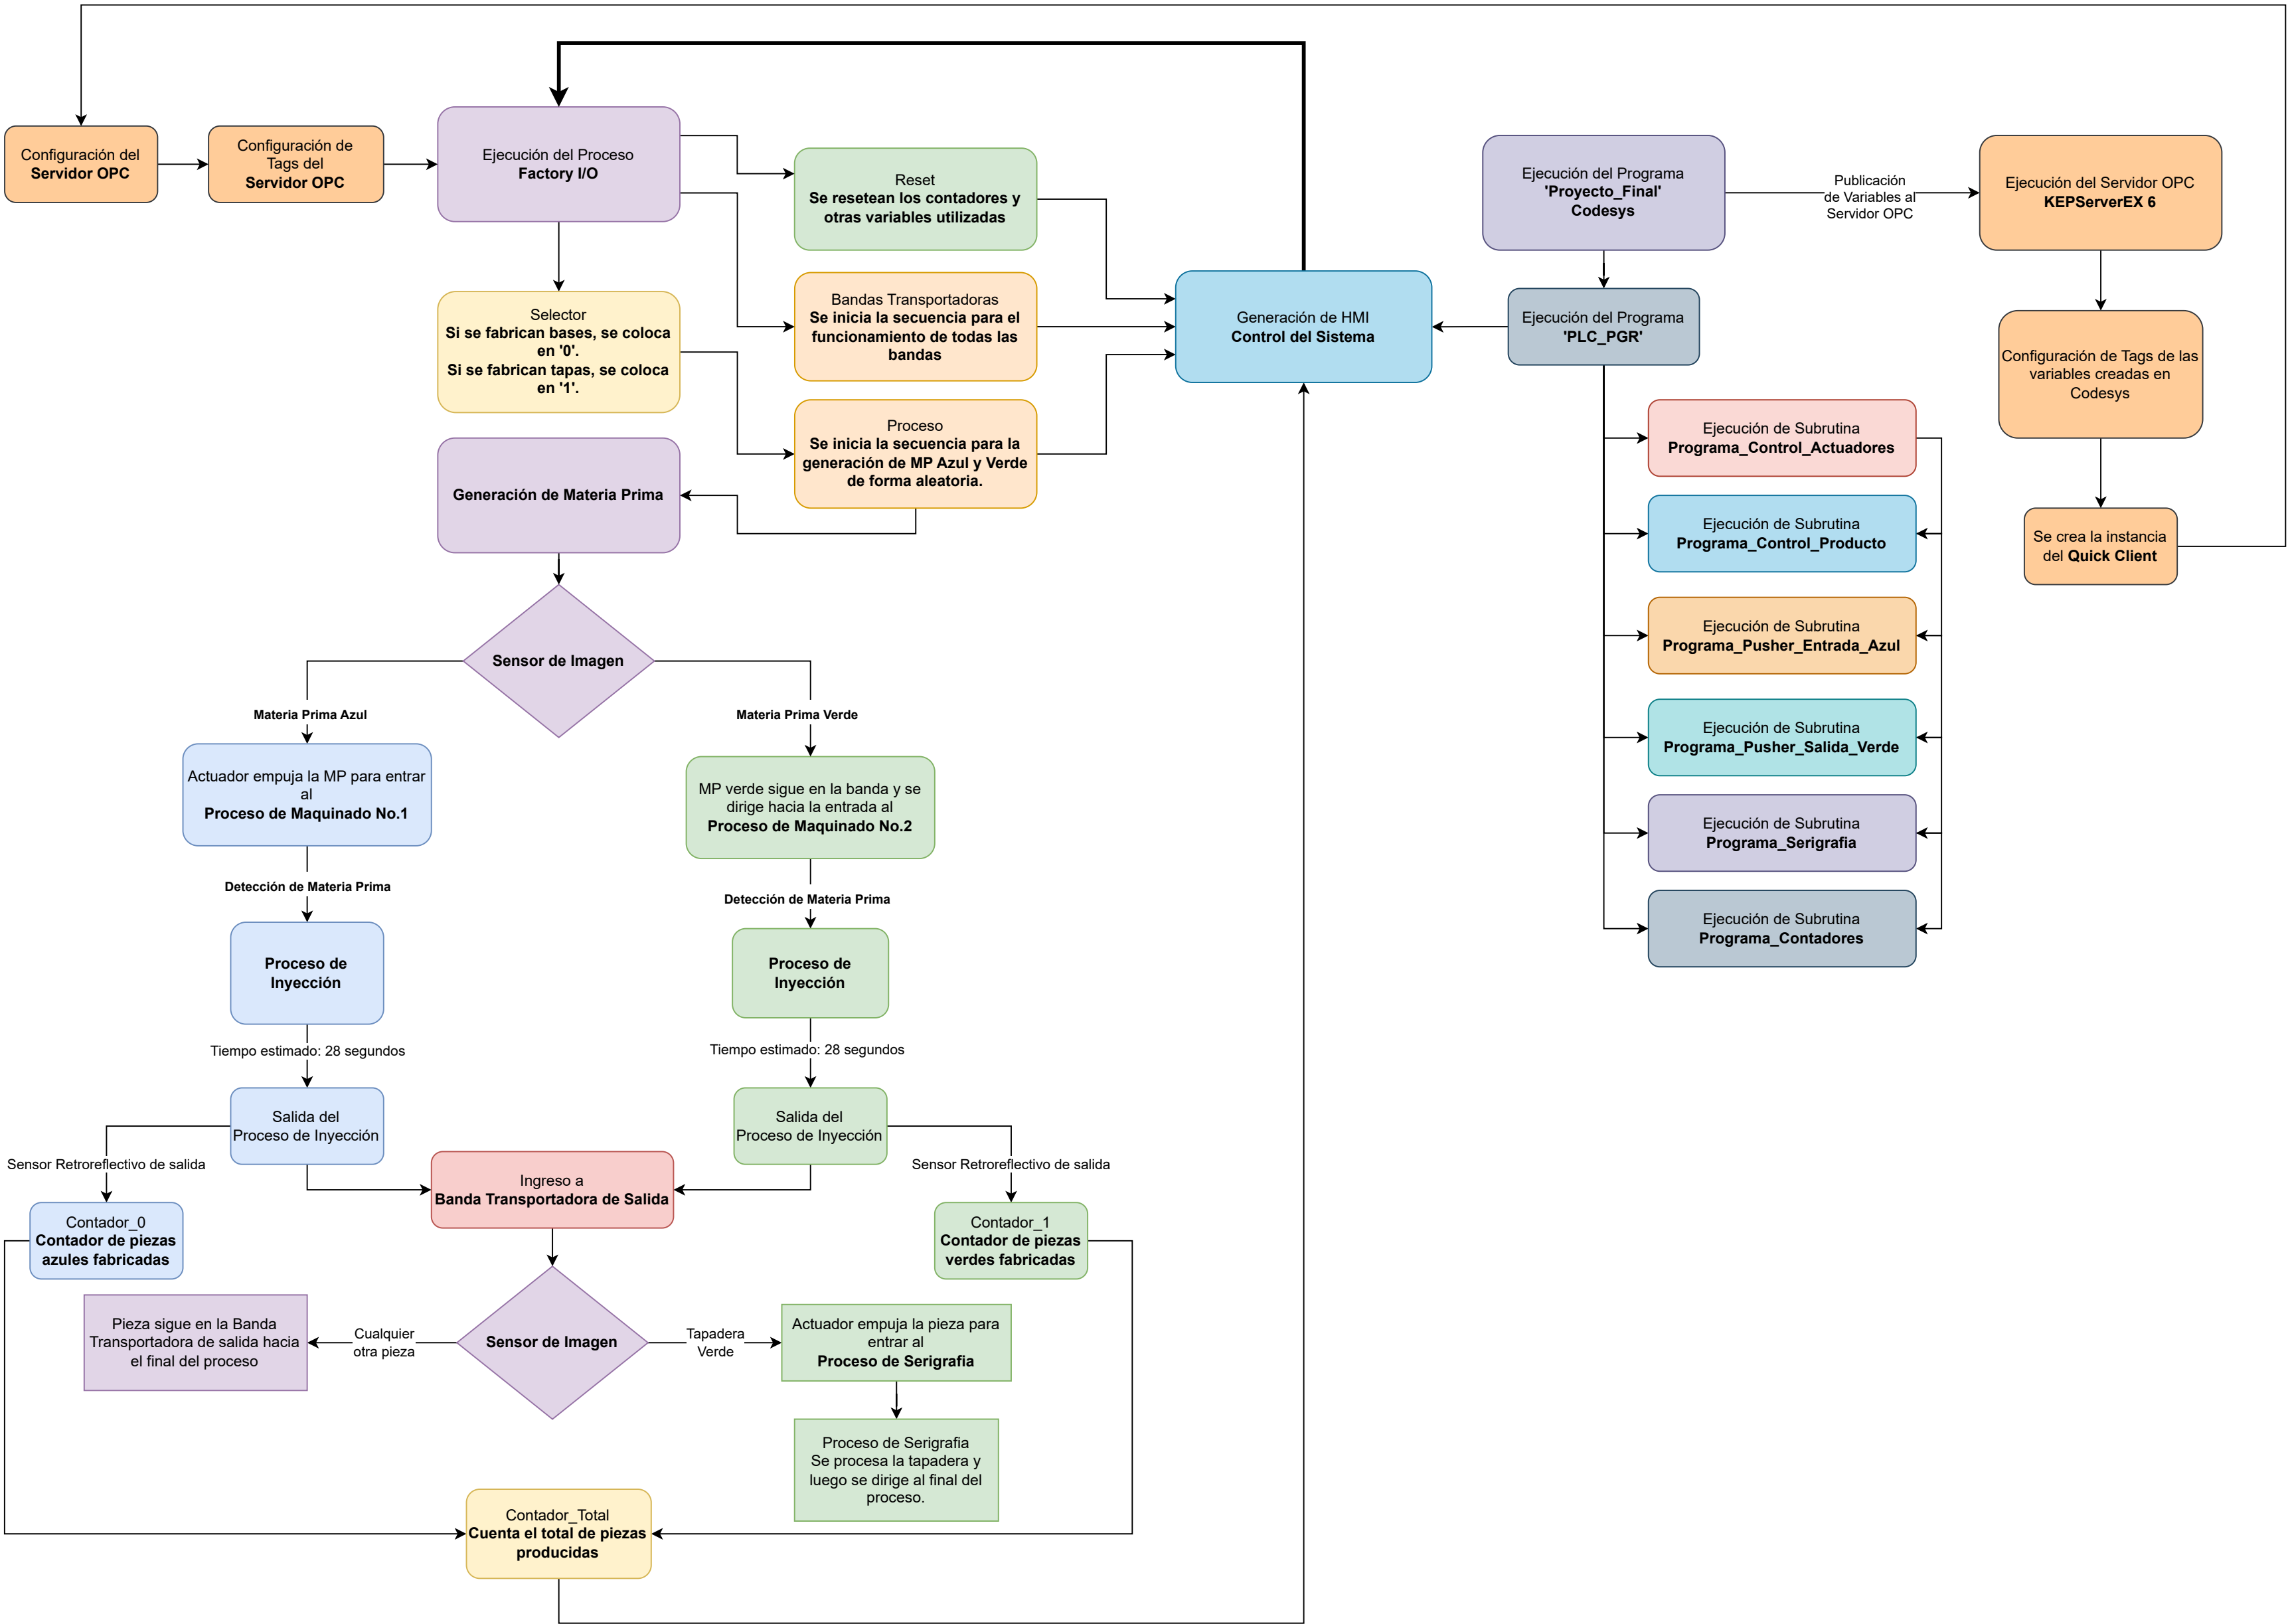 Configuración del
Servidor OPC
Configuración de
Tags del
Servidor OPC
Ejecución del Proceso
Factory I/O
Reset
Se resetean los contadores y
otras variables utilizadas
Selector
Si se fabrican bases, se coloca
en '0'.
Si se fabrican tapas, se coloca
en '1'.
Bandas Transportadoras
Se inicia la secuencia para el
funcionamiento de todas las
bandas
Proceso
Se inicia la secuencia para la
generación de MP Azul y Verde
de forma aleatoria.
Generación de HMI
Control del Sistema
Ejecución del Programa
'Proyecto_Final'
Codesys
Publicación
de Variables al
Servidor OPC
Ejecución del Servidor OPC
KEPServerEX 6
Ejecución del Programa
'PLC_PGR'
Configuración de Tags de las
variables creadas en
Codesys
Se crea la instancia
del Quick Client
Ejecución de Subrutina
Programa_Control_Actuadores
Ejecución de Subrutina
Programa_Control_Producto
Ejecución de Subrutina
Programa_Pusher_Entrada_Azul
Ejecución de Subrutina
Programa_Pusher_Salida_Verde
Ejecución de Subrutina
Programa_Serigrafia
Ejecución de Subrutina
Programa_Contadores
Generación de Materia Prima
Sensor de Imagen
Materia Prima Azul
Materia Prima Verde
Actuador empuja la MP para entrar
al
Proceso de Maquinado No.1
MP verde sigue en la banda y se
dirige hacia la entrada al
Proceso de Maquinado No.2
Detección de Materia Prima
Detección de Materia Prima
Proceso de
Inyección
Proceso de
Inyección
Tiempo estimado: 28 segundos
Tiempo estimado: 28 segundos
Salida del
Proceso de Inyección
Salida del
Proceso de Inyección
Sensor Retroreflectivo de salida
Sensor Retroreflectivo de salida
Ingreso a
Banda Transportadora de Salida
Contador_0
Contador de piezas
azules fabricadas
Contador_1
Contador de piezas
verdes fabricadas
Pieza sigue en la Banda
Transportadora de salida hacia
el final del proceso
Cualquier
otra pieza
Sensor de Imagen
Tapadera
Verde
Actuador empuja la pieza para
entrar al
Proceso de Serigrafia
Proceso de Serigrafia
Se procesa la tapadera y
luego se dirige al final del
proceso.
Contador_Total
Cuenta el total de piezas
producidas